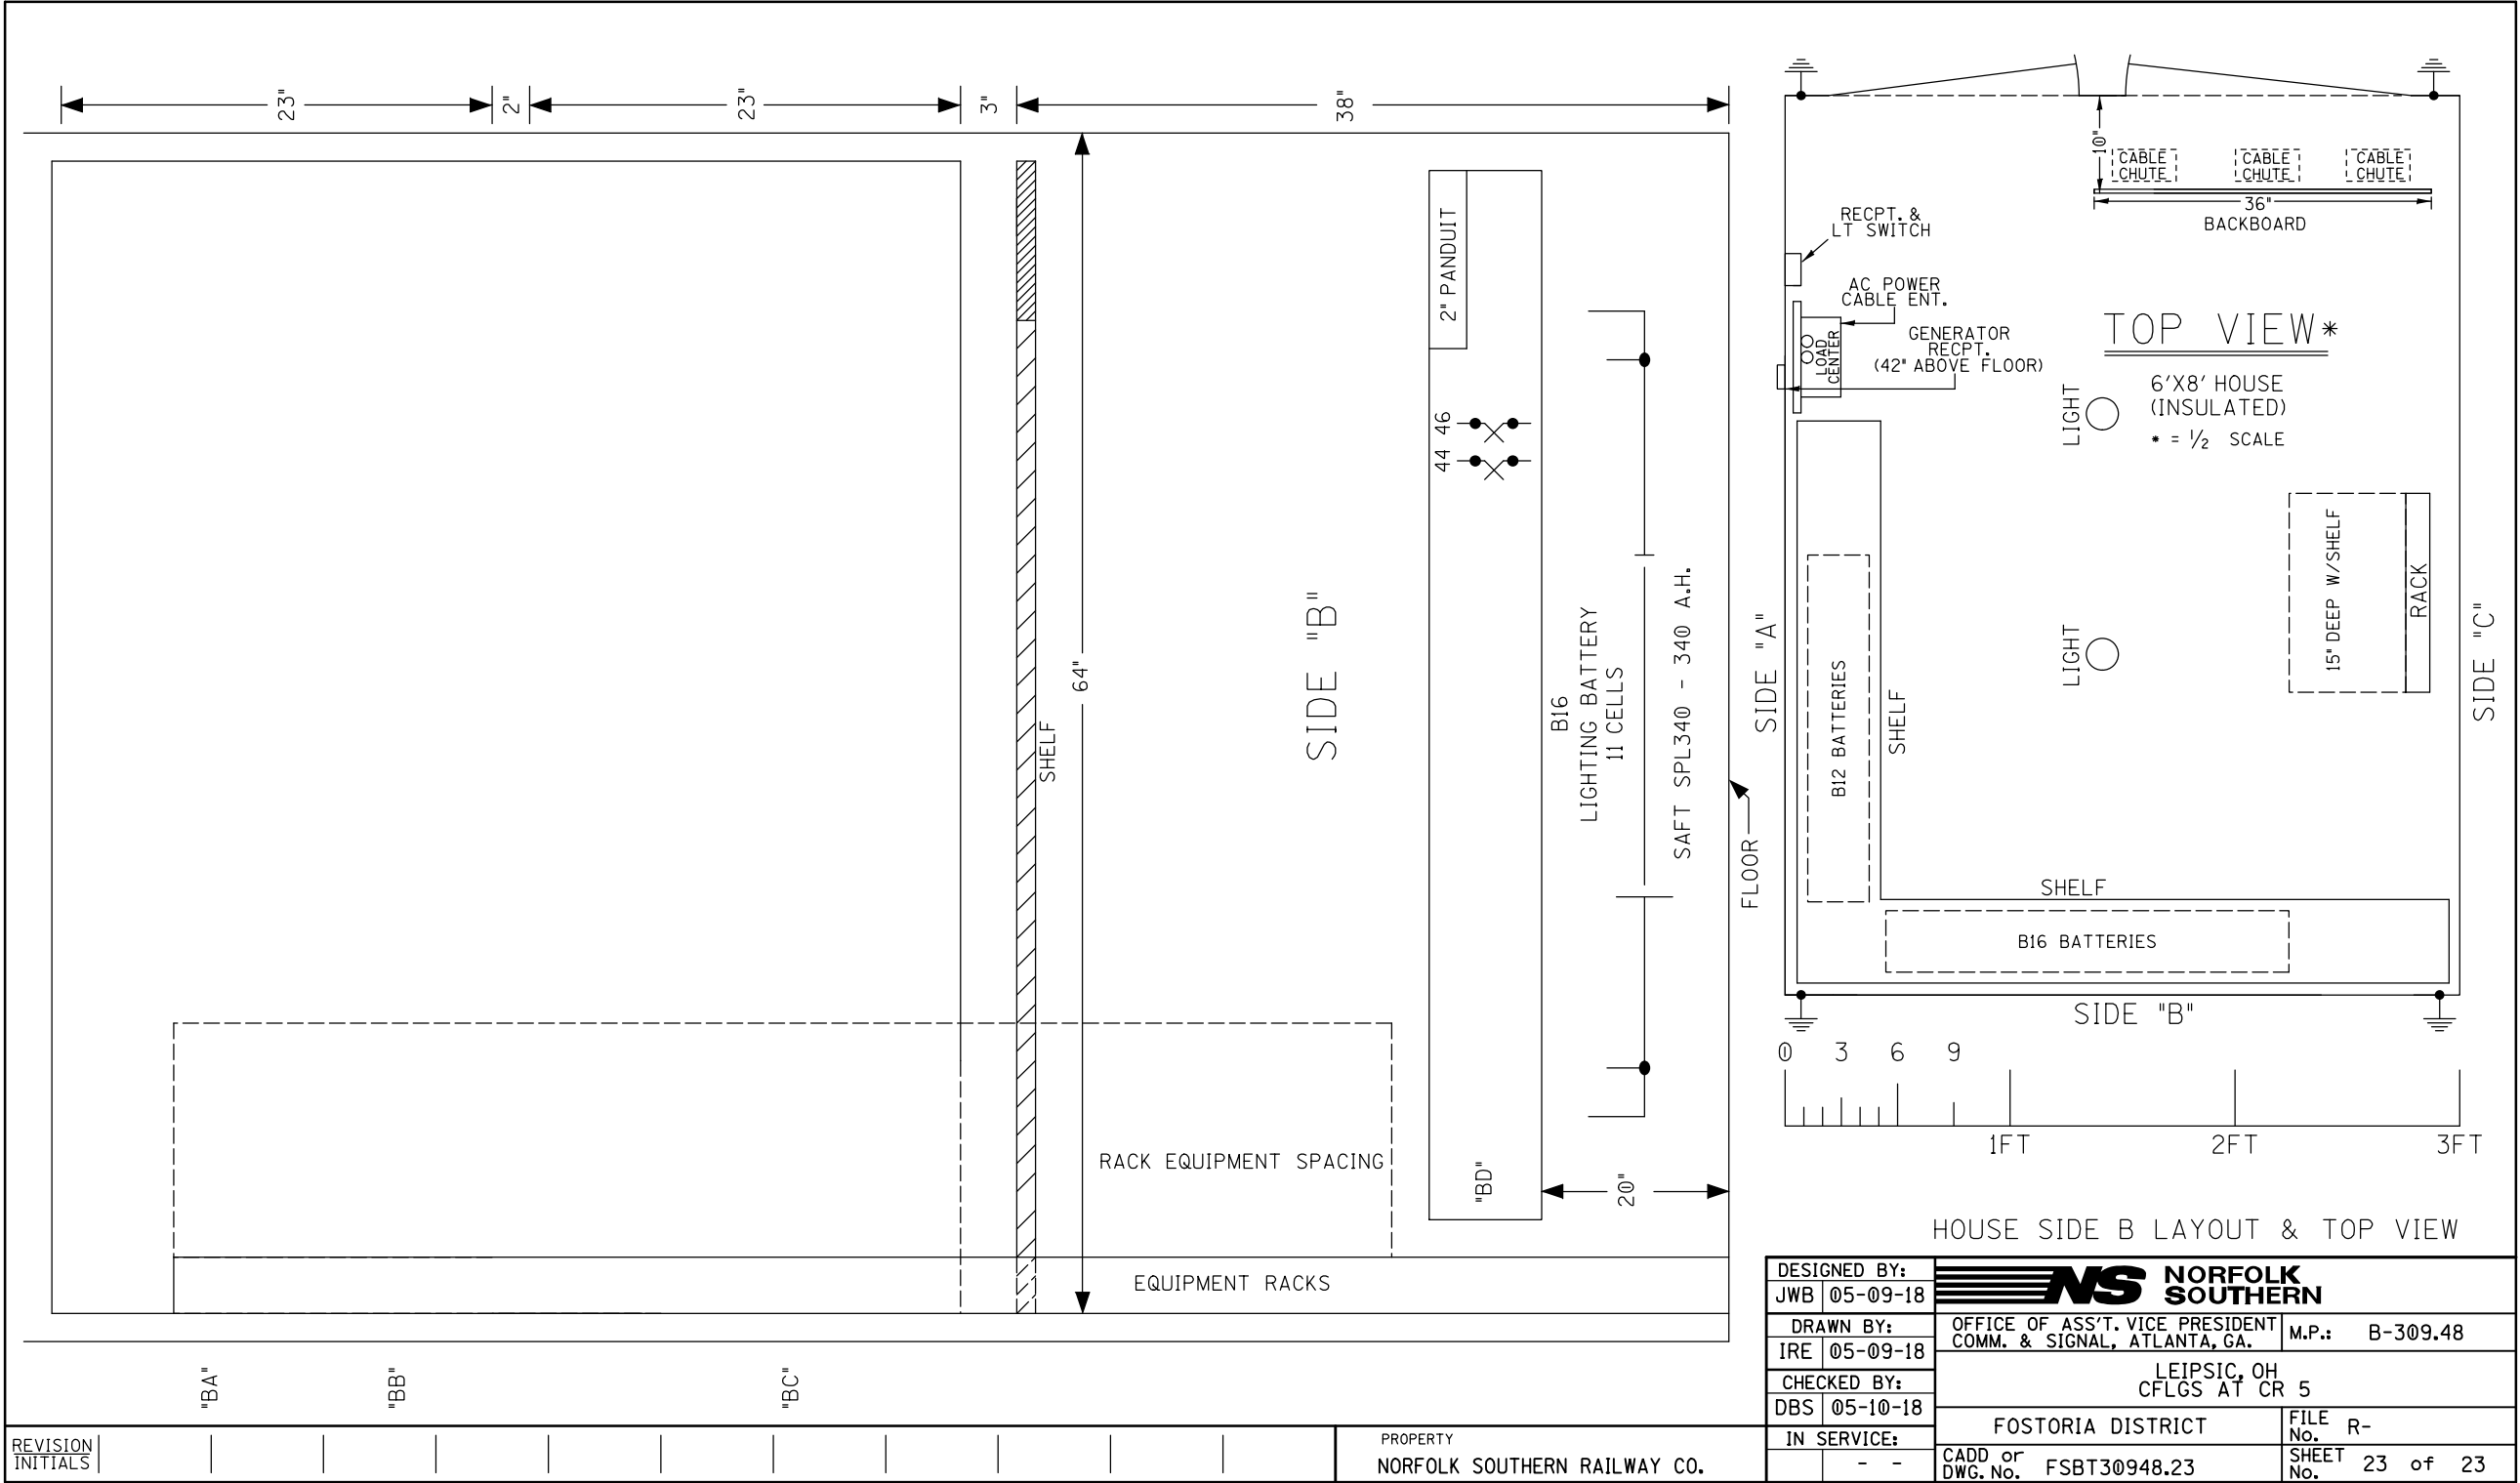 23"
2"
23"
3"
38"
64"
SHELF
SIDE "B"
2" PANDUIT
46
44
B16
LIGHTING BATTERY
11 CELLS
SAFT SPL340 - 340 A.H.
FLOOR
20"
"BD"
RACK EQUIPMENT SPACING
EQUIPMENT RACKS
"BA"
"BB"
"BC"
10"
CABLE
CHUTE
CABLE
CHUTE
CABLE
CHUTE
36"
BACKBOARD
RECPT. &
LT SWITCH
AC POWER
CABLE ENT.
LOAD
CENTER
GENERATOR
RECPT.
(42" ABOVE FLOOR)
TOP VIEW*
6'X8' HOUSE
(INSULATED)
* = 1/2 SCALE
LIGHT
LIGHT
15" DEEP W/SHELF
RACK
SIDE "A"
SIDE "C"
B12 BATTERIES
SHELF
SHELF
B16 BATTERIES
SIDE "B"
0 3 6 9
1FT 2FT 3FT
HOUSE SIDE B LAYOUT & TOP VIEW
DESIGNED BY:
JWB 05-09-18
DRAWN BY:
IRE 05-09-18
CHECKED BY:
DBS 05-10-18
IN SERVICE:
- -
NS NORFOLK
SOUTHERN
OFFICE OF ASS'T. VICE PRESIDENT
COMM. & SIGNAL, ATLANTA, GA.
M.P.: B-309.48
LEIPSIC, OH
CFLGS AT CR 5
FOSTORIA DISTRICT
FILE
No. R-
CADD or
DWG. No. FSBT30948.23
SHEET
No. 23 of 23
REVISION
INITIALS
PROPERTY
NORFOLK SOUTHERN RAILWAY CO.